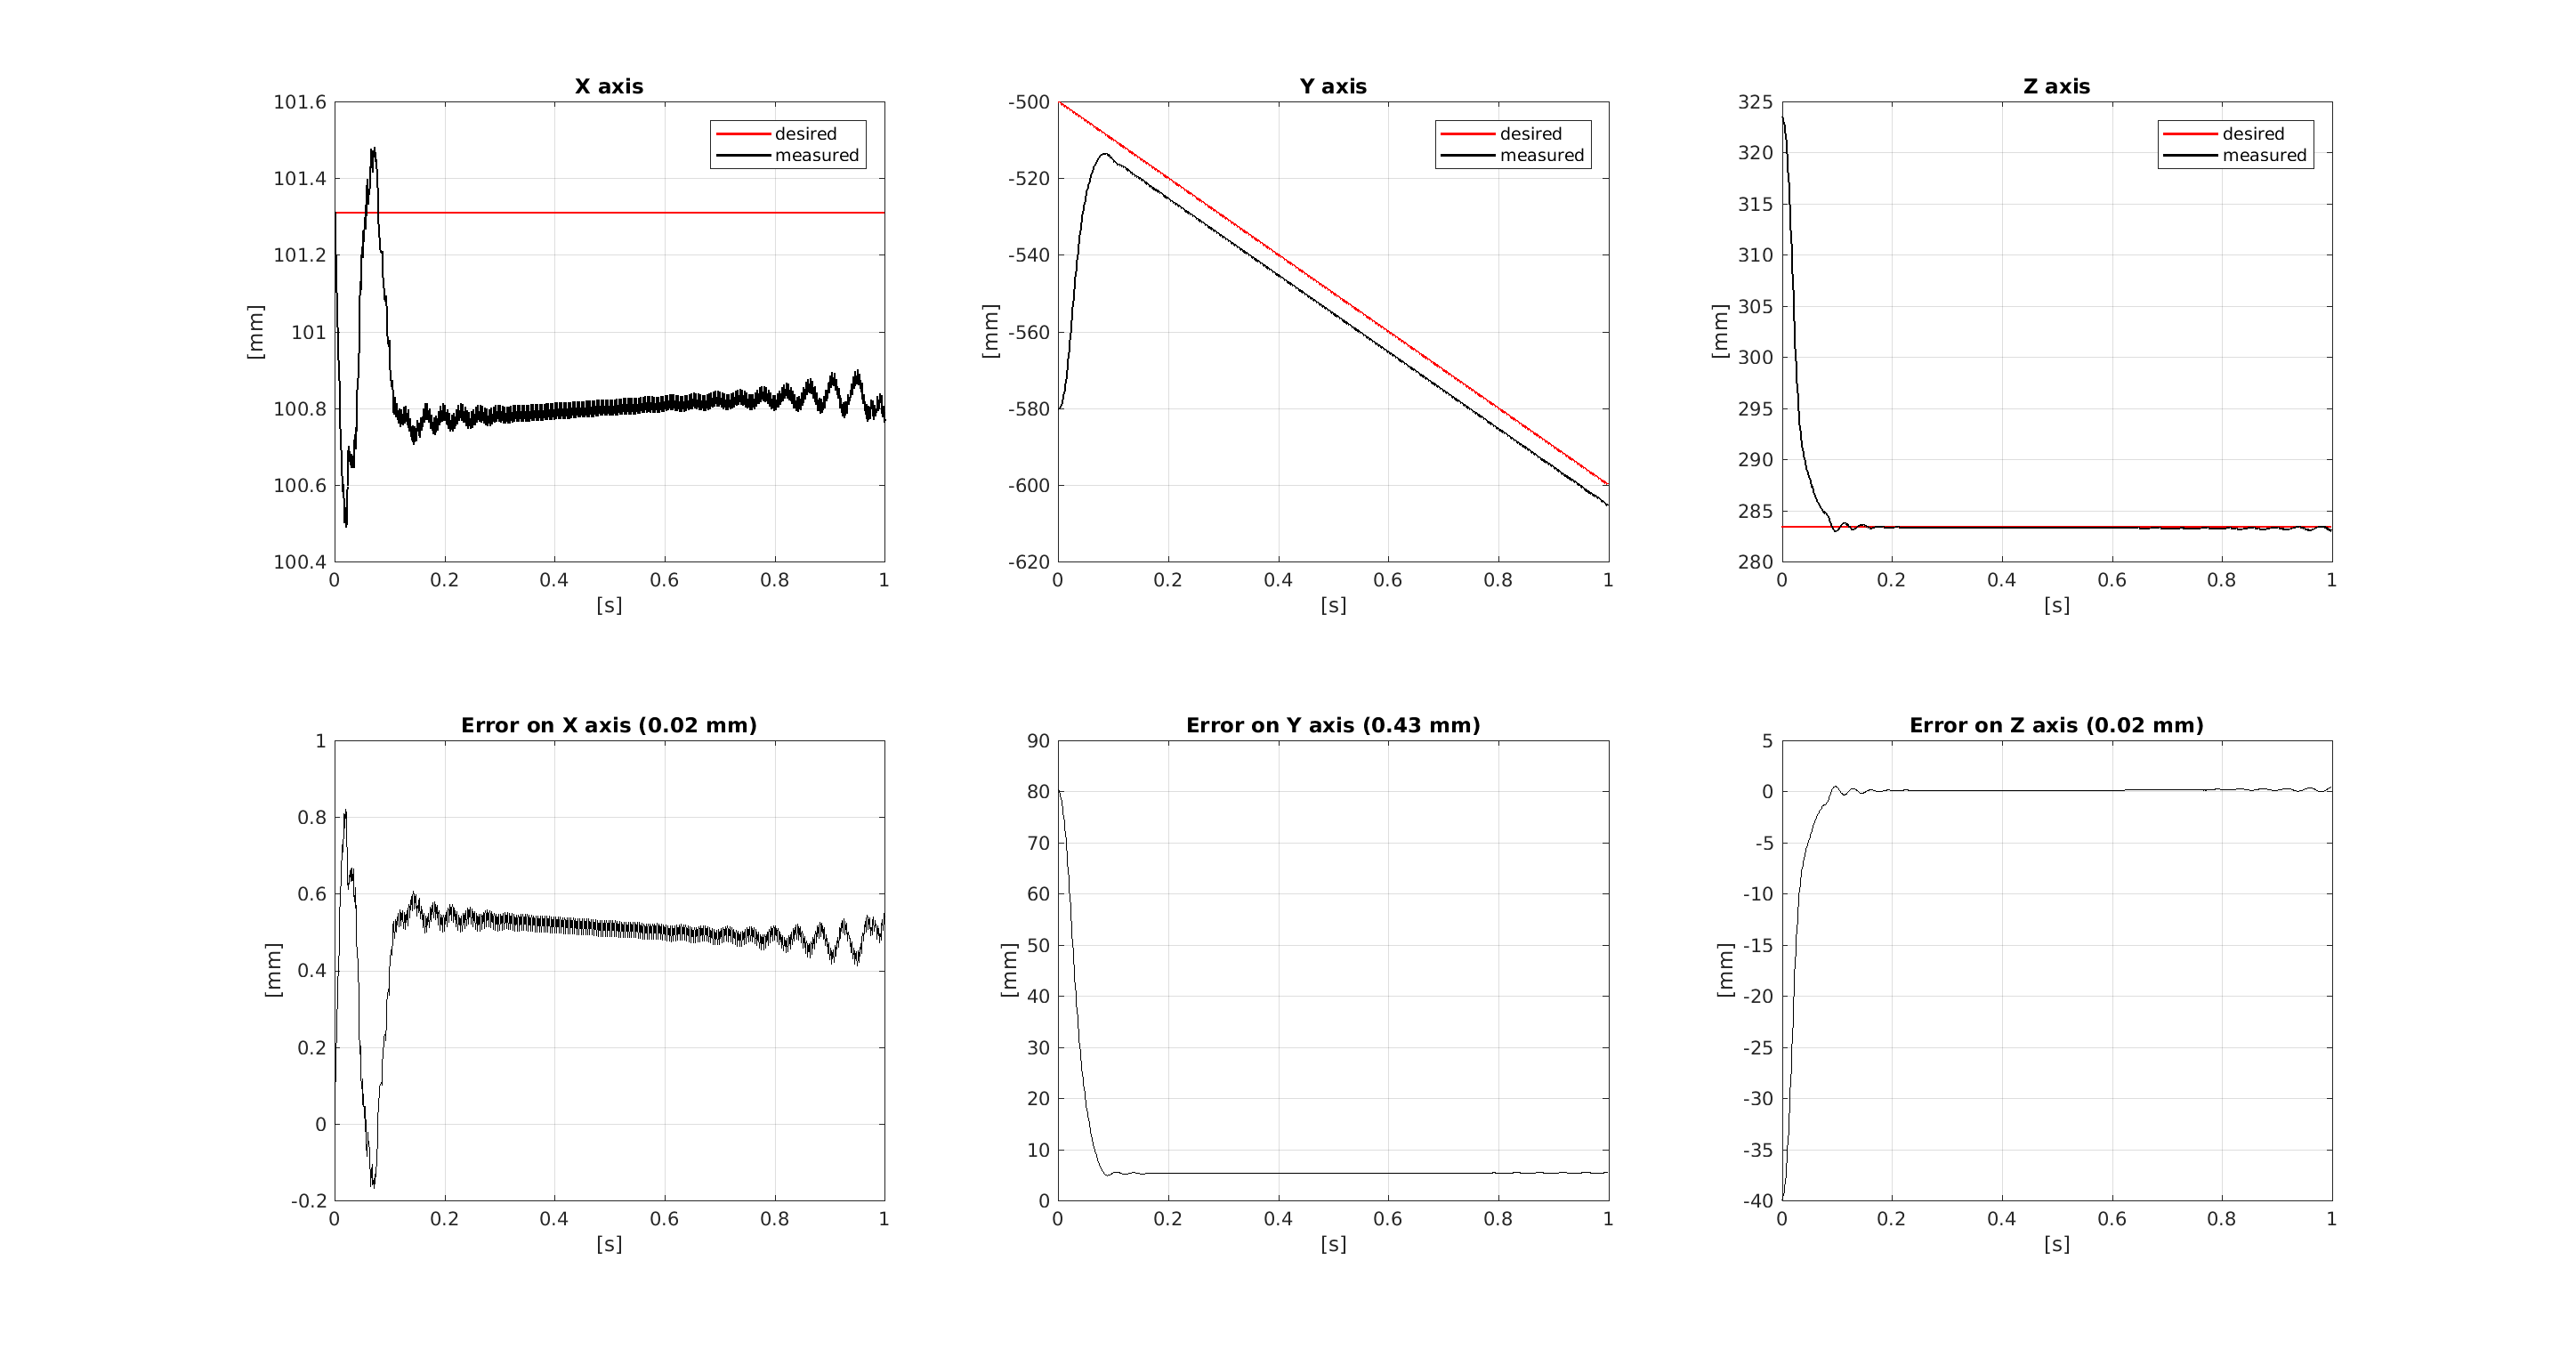 X axis
101.6
101.4
101.2
101
100.8
100.6
100.4
[mm]
desired
measured
0 0.2 0.4 0.6 0.8 1
[s]
Y axis
-500
-520
-540
-560
-580
-600
-620
[mm]
desired
measured
0 0.2 0.4 0.6 0.8 1
[s]
Z axis
325
320
315
310
305
300
295
290
285
280
[mm]
desired
measured
0 0.2 0.4 0.6 0.8 1
[s]
Error on X axis (0.02 mm)
1
0.8
0.6
0.4
0.2
0
-0.2
[mm]
0 0.2 0.4 0.6 0.8 1
[s]
Error on Y axis (0.43 mm)
90
80
70
60
50
40
30
20
10
0
[mm]
0 0.2 0.4 0.6 0.8 1
[s]
Error on Z axis (0.02 mm)
5
0
-5
-10
-15
-20
-25
-30
-35
-40
[mm]
0 0.2 0.4 0.6 0.8 1
[s]